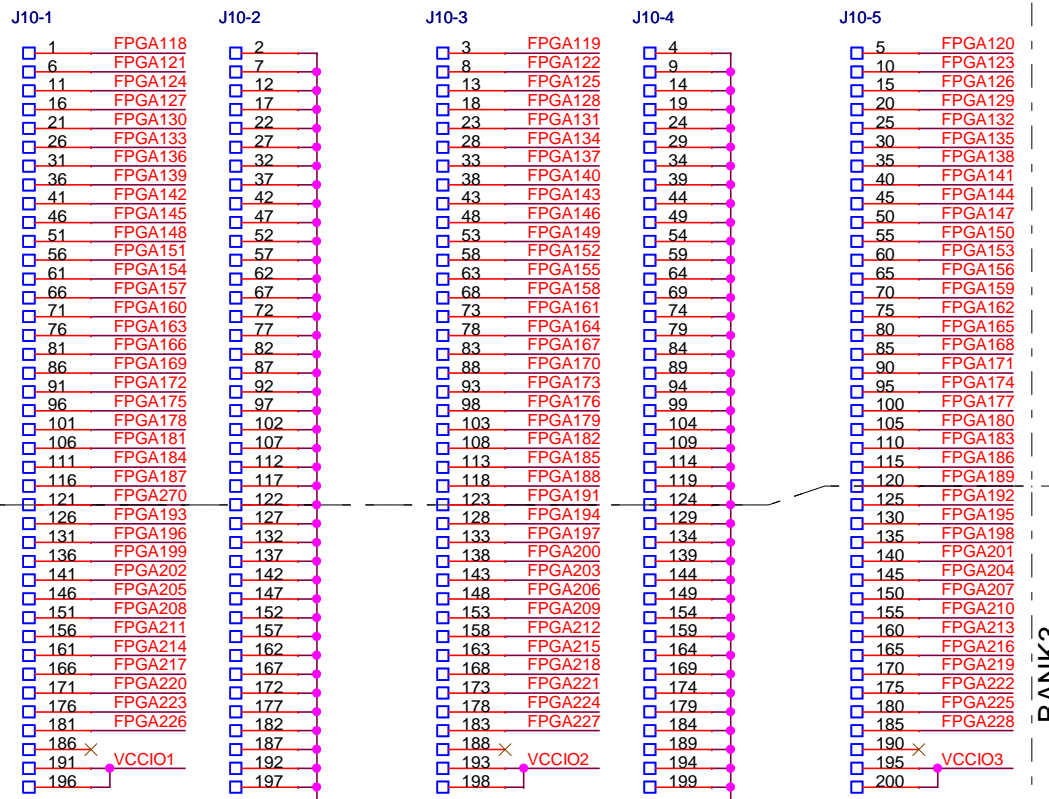 J10-1 J10-2 J10-3 J10-4 J10-5
1 FPGA118 2 3 FPGA119 4 5 FPGA120
6 FPGA121 7 8 FPGA122 9 10 FPGA123
11 FPGA124 12 13 FPGA125 14 15 FPGA126
16 FPGA127 17 18 FPGA128 19 20 FPGA129
21 FPGA130 22 23 FPGA131 24 25 FPGA132
26 FPGA133 27 28 FPGA134 29 30 FPGA135
31 FPGA136 32 33 FPGA137 34 35 FPGA138
36 FPGA139 37 38 FPGA140 39 40 FPGA141
41 FPGA142 42 43 FPGA143 44 45 FPGA144
46 FPGA145 47 48 FPGA146 49 50 FPGA147
51 FPGA148 52 53 FPGA149 54 55 FPGA150
56 FPGA151 57 58 FPGA152 59 60 FPGA153
61 FPGA154 62 63 FPGA155 64 65 FPGA156
66 FPGA157 67 68 FPGA158 69 70 FPGA159
71 FPGA160 72 73 FPGA161 74 75 FPGA162
76 FPGA163 77 78 FPGA164 79 80 FPGA165
81 FPGA166 82 83 FPGA167 84 85 FPGA168
86 FPGA169 87 88 FPGA170 89 90 FPGA171
91 FPGA172 92 93 FPGA173 94 95 FPGA174
96 FPGA175 97 98 FPGA176 99 100 FPGA177
101 FPGA178 102 103 FPGA179 104 105 FPGA180
106 FPGA181 107 108 FPGA182 109 110 FPGA183
111 FPGA184 112 113 FPGA185 114 115 FPGA186
116 FPGA187 117 118 FPGA188 119 120 FPGA189
121 FPGA270 122 123 FPGA191 124 125 FPGA192
126 FPGA193 127 128 FPGA194 129 130 FPGA195
131 FPGA196 132 133 FPGA197 134 135 FPGA198
136 FPGA199 137 138 FPGA200 139 140 FPGA201
141 FPGA202 142 143 FPGA203 144 145 FPGA204
146 FPGA205 147 148 FPGA206 149 150 FPGA207
151 FPGA208 152 153 FPGA209 154 155 FPGA210
156 FPGA211 157 158 FPGA212 159 160 FPGA213
161 FPGA214 162 163 FPGA215 164 165 FPGA216
166 FPGA217 167 168 FPGA218 169 170 FPGA219
171 FPGA220 172 173 FPGA221 174 175 FPGA222
176 FPGA223 177 178 FPGA224 179 180 FPGA225
181 FPGA226 182 183 FPGA227 184 185 FPGA228
186 187 188 189 190
191 VCCIO1 192 193 VCCIO2 194 195 VCCIO3
196 197 198 199 200